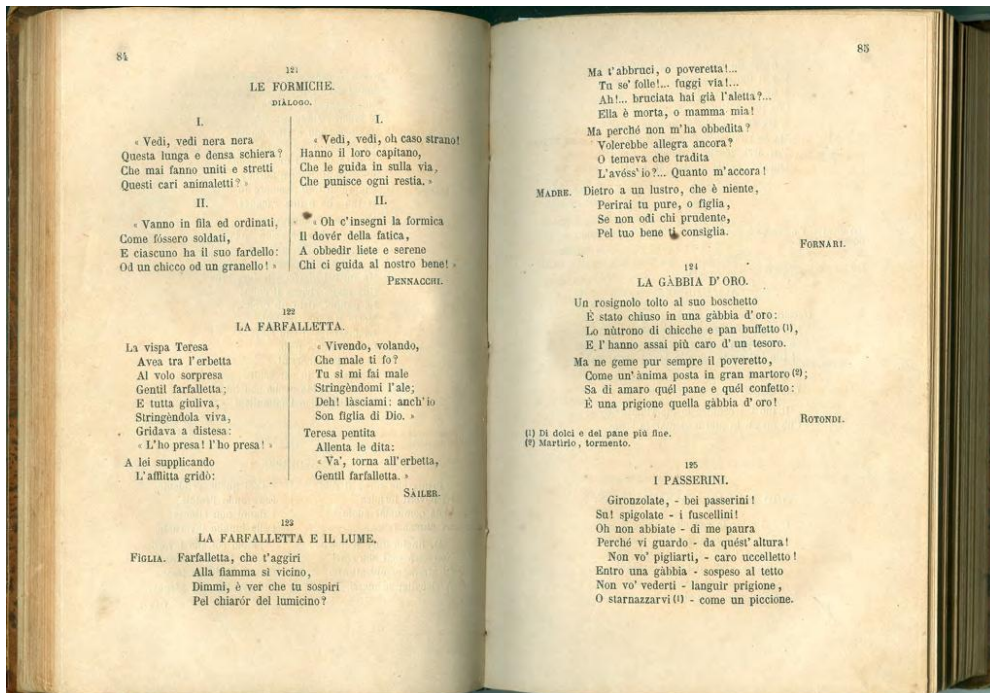 84
121
LE FORMICHE.
DIÀLOGO.
I.
« Vedi, vedi nera nera
Questa lunga e densa schiera?
Che mai fanno uniti e stretti
Questi cari animaletti? »
II.
« Vanno in fila ed ordinati,
Come fóssero soldati,
E ciascuno ha il suo fardello:
Od un chicco od un granello! »
I.
« Vedi, vedi, oh caso strano!
Hanno il loro capitano,
Che le guida in sulla via,
Che punisce ogni restia. »
II.
« Oh c'insegni la formica
Il dovér della fatica,
A obbedir liete e serene
Chi ci guida al nostro bene! »
PENNACCHI.
122
LA FARFALLETTA.
La vispa Teresa
Avea tra l'erbetta
Al volo sorpresa
Gentil farfalletta;
E tutta giuliva,
Stringèndola viva,
Gridava a distesa:
« L'ho presa! l'ho presa! »
A lei supplicando
L'afflitta gridò:
« Vivendo, volando,
Che male ti fo?
Tu sì mi fai male
Stringèndomi l'ale;
Deh! làsciami: anch'io
Son figlia di Dio. »
Teresa pentita
Allenta le dita:
« Va', torna all'erbetta,
Gentil farfalletta. »
SÀILER.
123
LA FARFALLETTA E IL LUME.
FIGLIA. Farfalletta, che t'aggiri
Alla fiamma sì vicino,
Dimmi, è ver che tu sospiri
Pel chiarór del lumicino?
85
Ma t'abbruci, o poveretta!...
Tu se' folle!... fuggi via!...
Ah!... bruciata hai già l'aletta?...
Ella è morta, o mamma mia!
Ma perché non m'ha obbedita?
Volerebbe allegra ancora?
O temeva che tradita
L'avéss' io?... Quanto m'accora!
MADRE. Dietro a un lustro, che è niente,
Perirai tu pure, o figlia,
Se non odi chi prudente,
Pel tuo bene ti consiglia.
FORNARI.
124
LA GÀBBIA D'ORO.
Un rosignolo tolto al suo boschetto
È stato chiuso in una gàbbia d'oro:
Lo nùtrono di chicche e pan buffetto (1),
E l'hanno assai più caro d'un tesoro.
Ma ne geme pur sempre il poveretto,
Come un'ànima posta in gran martoro (2);
Sa di amaro quél pane e quél confetto:
È una prigione quella gàbbia d'oro!
ROTONDI.
(1) Di dolci e del pane più fine.
(2) Martìrio, tormento.
125
I PASSERINI.
Gironzolate, - bei passerini!
Su! spigolate - i fuscellini!
Oh non abbiate - di me paura
Perché vi guardo - da quést'altura!
Non vo' pigliarti, - caro uccelletto!
Entro una gàbbia - sospeso al tetto
Non vo' vederti - languir prigione,
O starnazzarvi (1) - come un piccione.